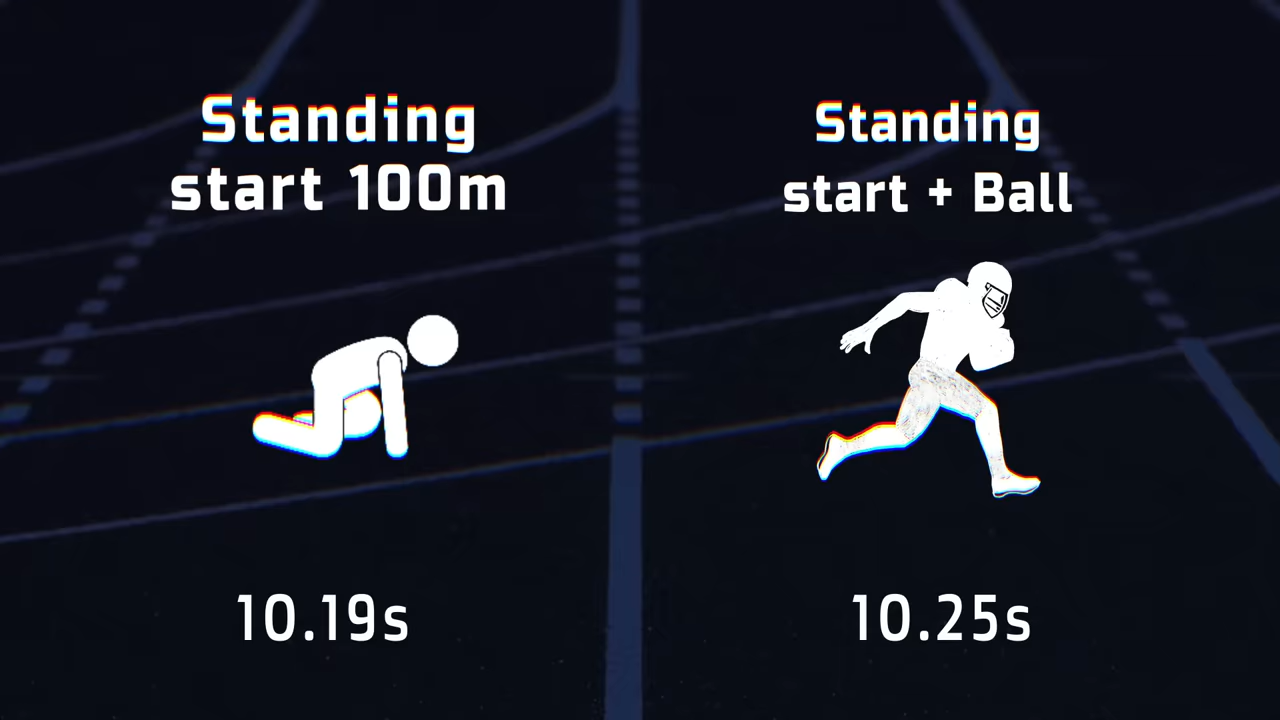 Standing
start 100m
10.19s
Standing
start + Ball
10.25s